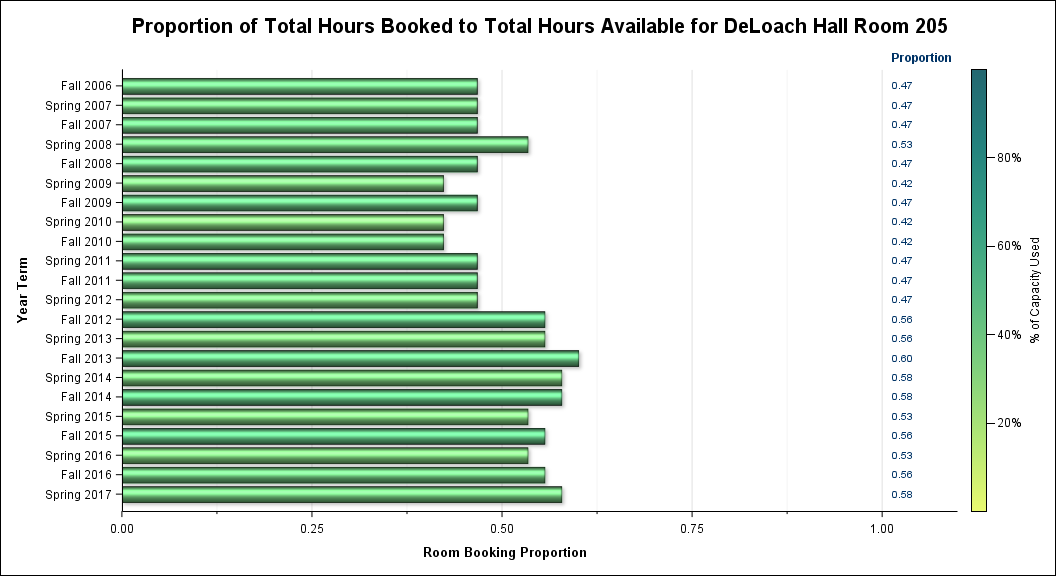 Proportion of Total Hours Booked to Total Hours Available for DeLoach Hall Room 205
Proportion
Fall 2006 0.47
Spring 2007 0.47
Fall 2007 0.47
Spring 2008 0.53
Fall 2008 0.47
Spring 2009 0.42
Fall 2009 0.47
Spring 2010 0.42
Fall 2010 0.42
Spring 2011 0.47
Fall 2011 0.47
Spring 2012 0.47
Fall 2012 0.56
Spring 2013 0.56
Fall 2013 0.60
Spring 2014 0.58
Fall 2014 0.58
Spring 2015 0.53
Fall 2015 0.56
Spring 2016 0.53
Fall 2016 0.56
Spring 2017 0.58
Year Term
0.00 0.25 0.50 0.75 1.00
Room Booking Proportion
80%
60%
40%
20%
% of Capacity Used